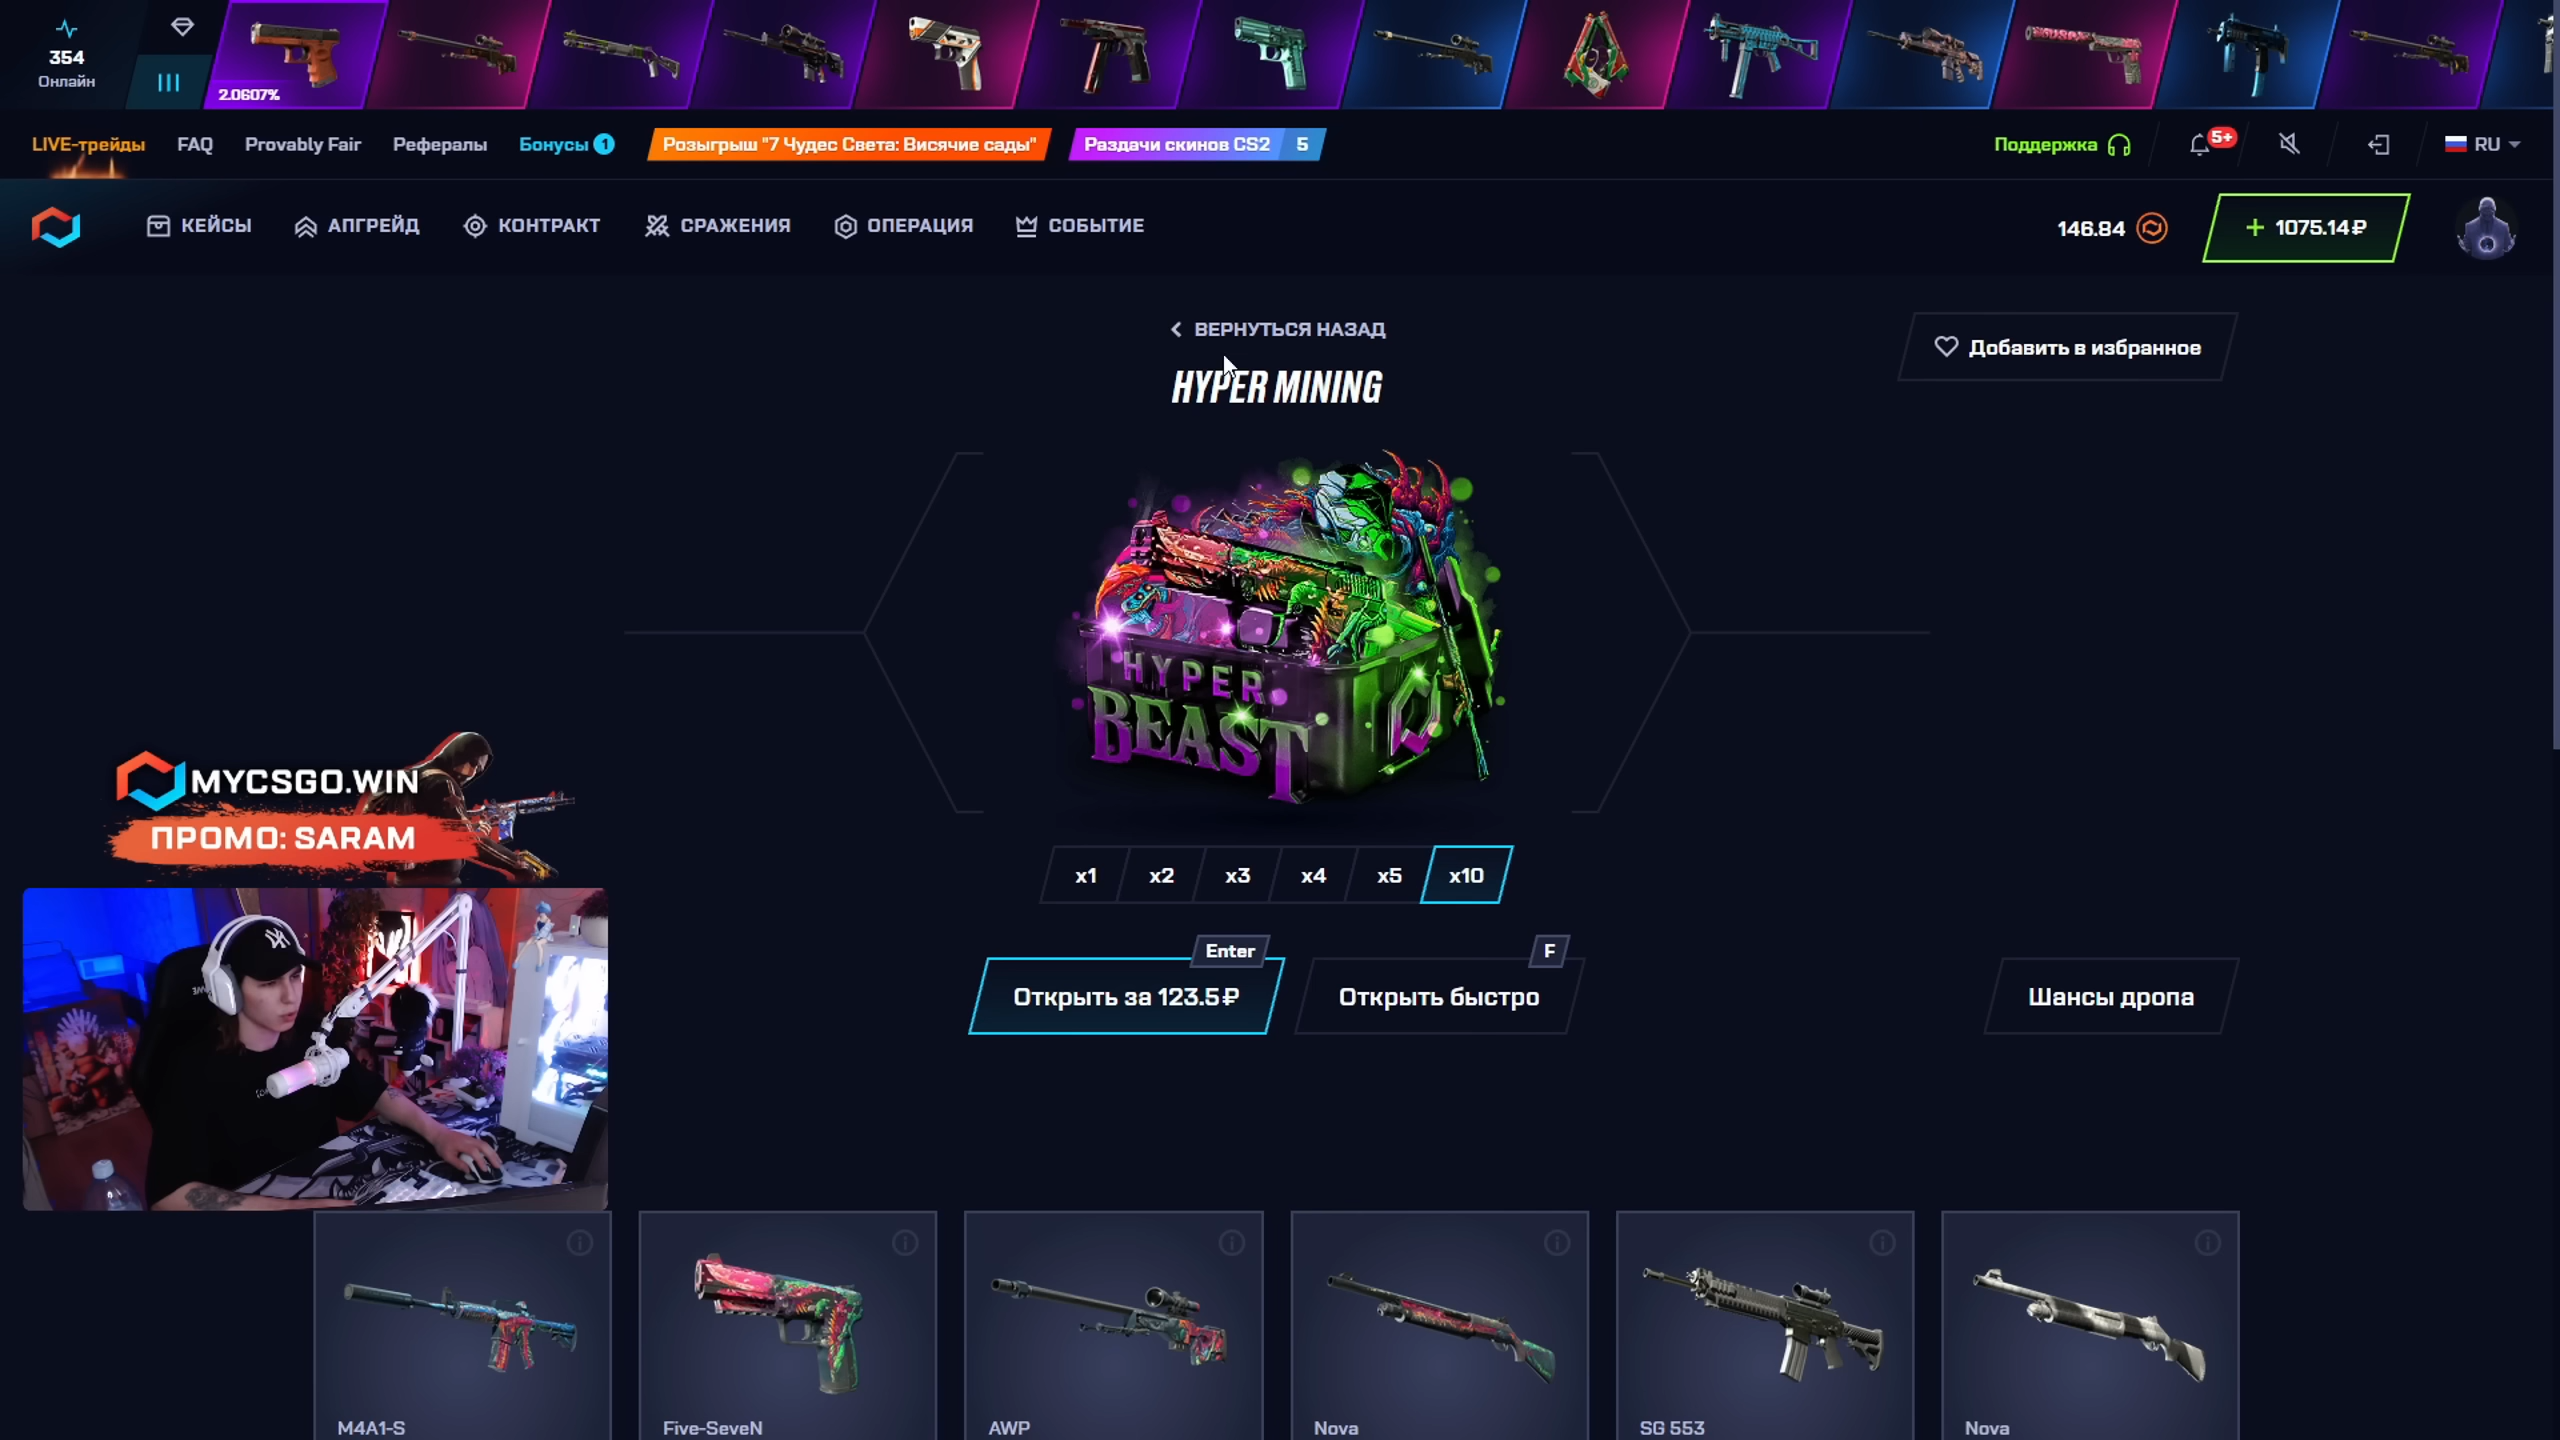 354
Онлайн
2.0607%
LIVE-трейды
FAQ
Provably Fair
Рефералы
Бонусы 1
Розыгрыш "7 Чудес Света: Висячие сады"
Раздачи скинов CS2 5
Поддержка
5+
RU
КЕЙСЫ
АПГРЕЙД
КОНТРАКТ
СРАЖЕНИЯ
ОПЕРАЦИЯ
СОБЫТИЕ
146.84
+ 1075.14₽
ВЕРНУТЬСЯ НАЗАД
Добавить в избранное
HYPER MINING
HYPER
BEAST
MYCSGO.WIN
ПРОМО: SARAM
x1
x2
x3
x4
x5
x10
Enter
F
Открыть за 123.5₽
Открыть быстро
Шансы дропа
M4A1-S
Five-SeveN
AWP
Nova
SG 553
Nova